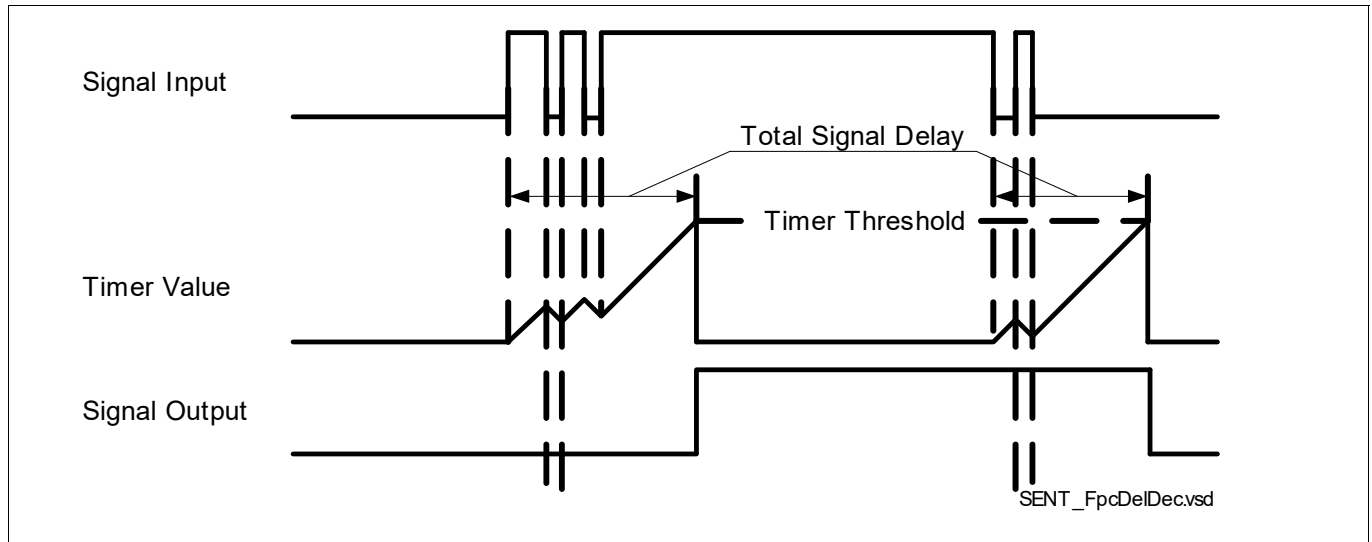 Signal Input
Total Signal Delay
Timer Threshold
Timer Value
Signal Output
SENT_FpcDelDec.vsd